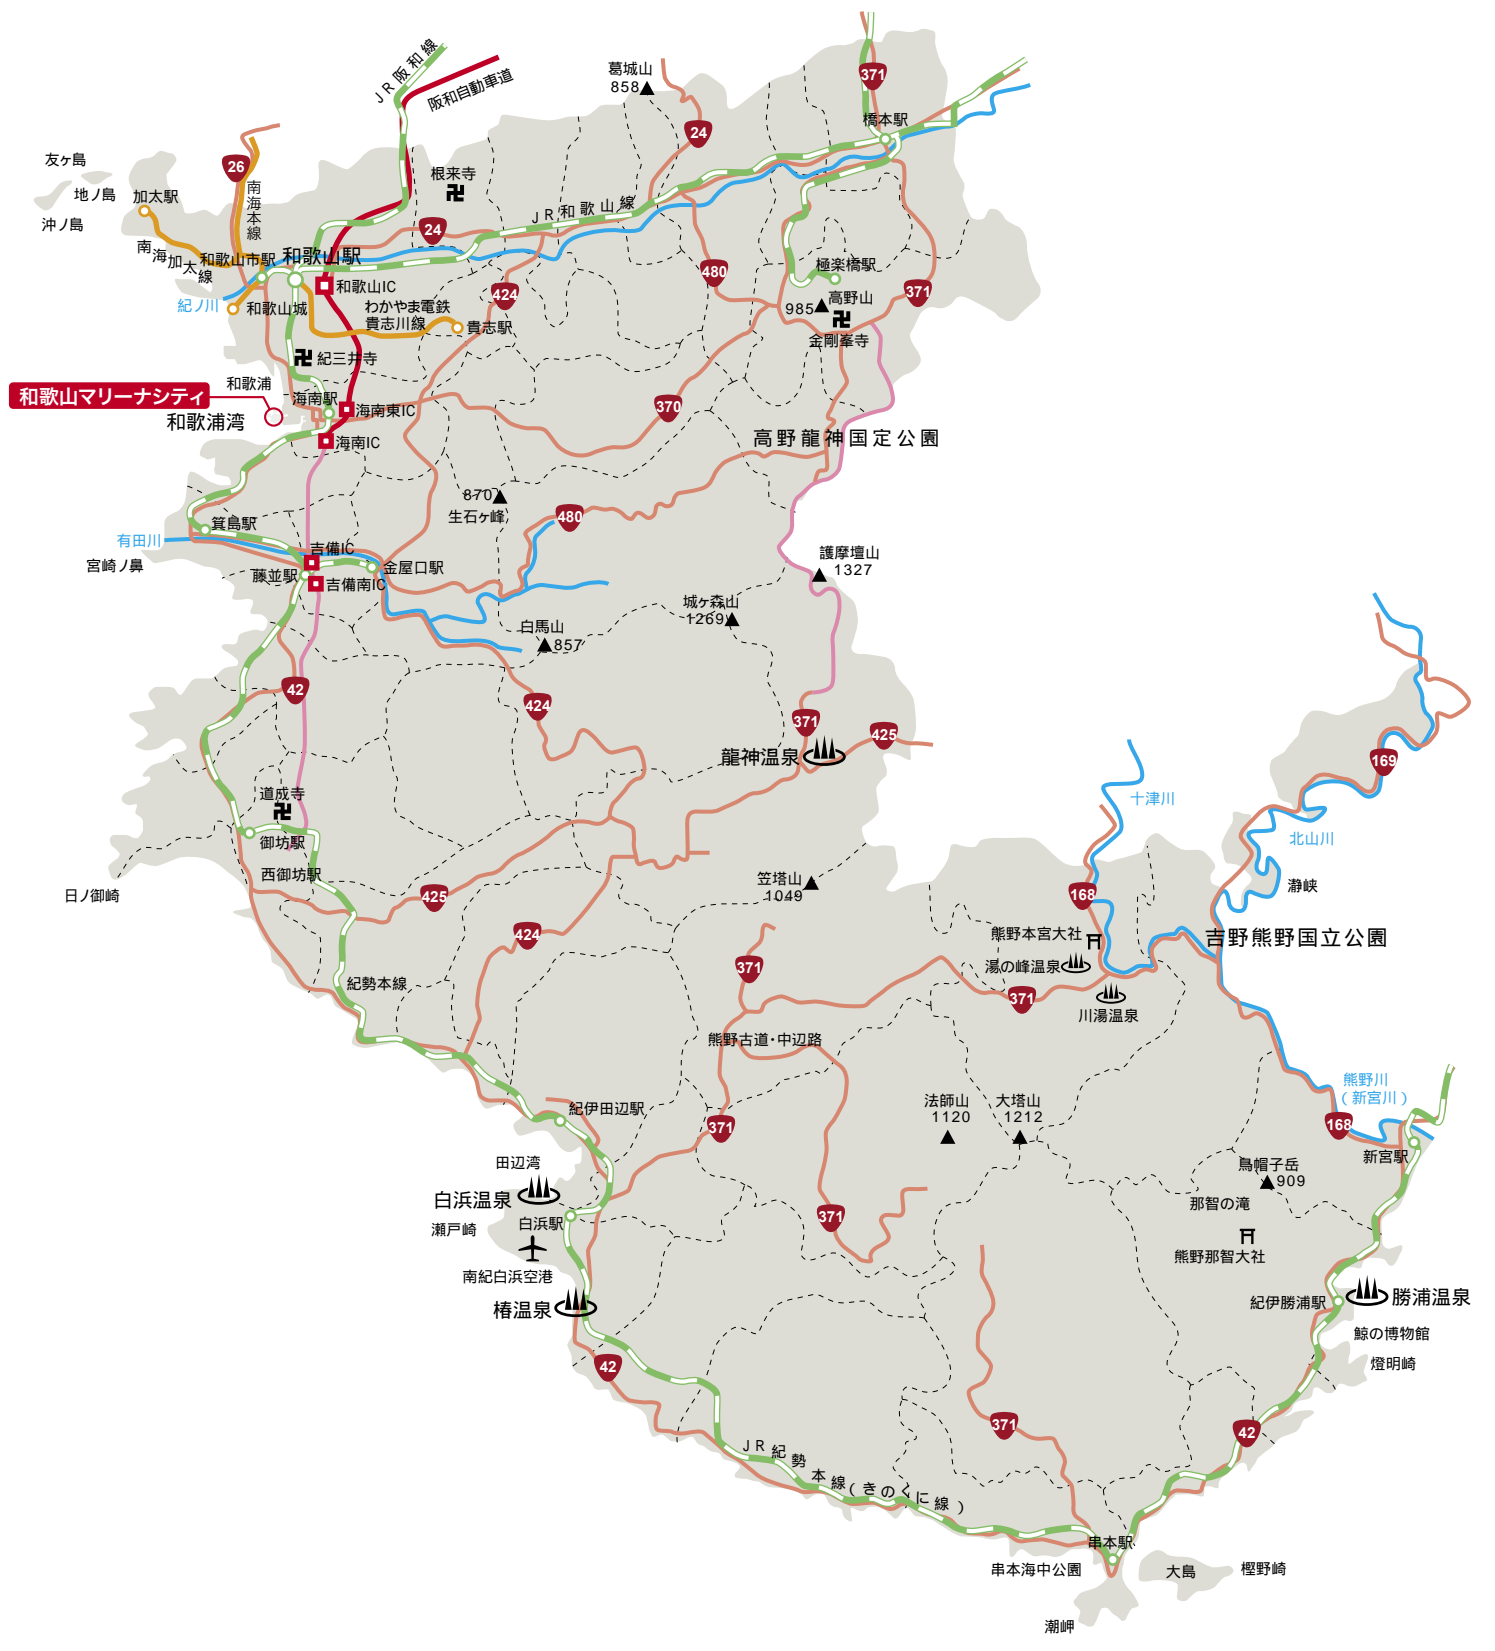 JR阪和線
阪和自動車道
葛城山
858
371
橋本駅
24
友ヶ島
地ノ島
沖ノ島
加太駅
26
南海本線
根来寺
24
JR和歌山線
南海加太線
和歌山市駅
和歌山駅
和歌山IC
紀ノ川
和歌山城
わかやま電鉄
貴志川線
貴志駅
424
480
極楽橋駅
高野山
985
371
金剛峯寺
紀三井寺
和歌浦
和歌山マリーナシティ
和歌浦湾
海南駅
海南東IC
海南IC
370
高野龍神国定公園
870
生石ヶ峰
480
箕島駅
有田川
宮崎ノ鼻
吉備IC
藤並駅
吉備南IC
金屋口駅
護摩壇山
1327
城ヶ森山
1269
白馬山
857
42
424
371
425
龍神温泉
169
十津川
北山川
瀞峡
道成寺
御坊駅
西御坊駅
日ノ御崎
425
笠塔山
1049
168
424
熊野本宮大社
吉野熊野国立公園
371
湯の峰温泉
371
川湯温泉
紀勢本線
熊野古道・中辺路
熊野川
(新宮川)
法師山
1120
大塔山
1212
168
新宮駅
紀伊田辺駅
371
烏帽子岳
909
田辺湾
白浜温泉
白浜駅
瀬戸崎
371
那智の滝
熊野那智大社
南紀白浜空港
椿温泉
紀伊勝浦駅
勝浦温泉
鯨の博物館
燈明崎
42
371
42
JR紀勢本線(きのくに線)
串本駅
串本海中公園
大島
樫野崎
潮岬